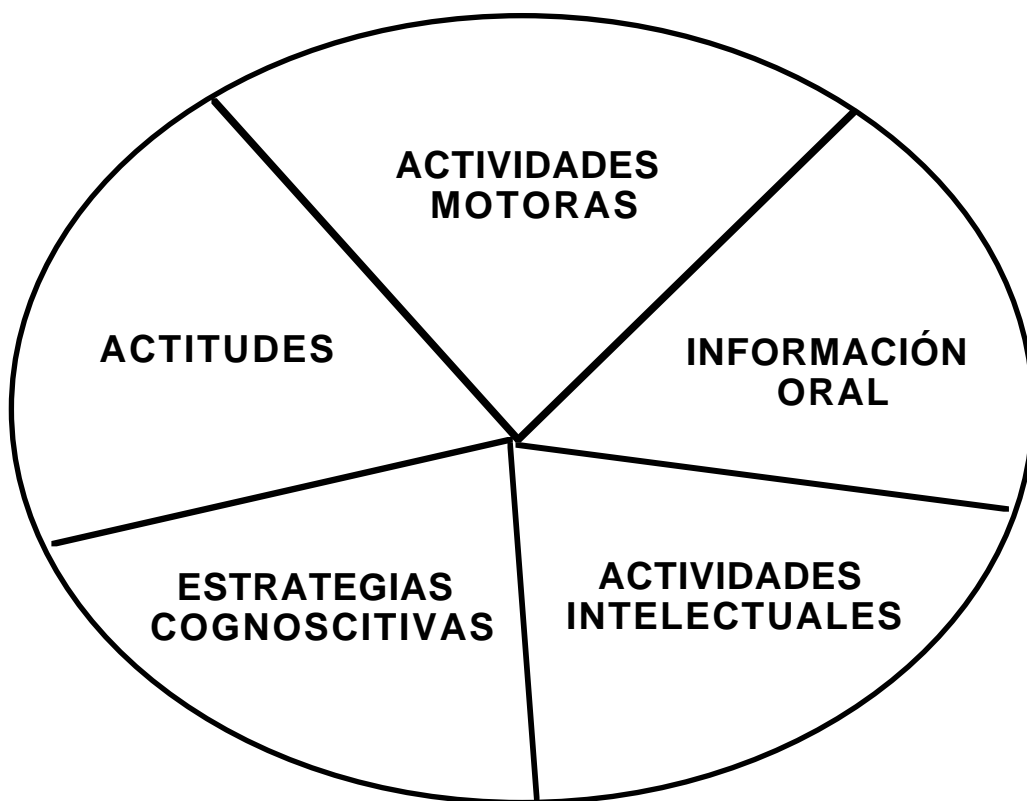 ACTIVIDADES
MOTORAS
ACTITUDES
INFORMACIÓN
ORAL
ESTRATEGIAS
COGNOSCITIVAS
ACTIVIDADES
INTELECTUALES